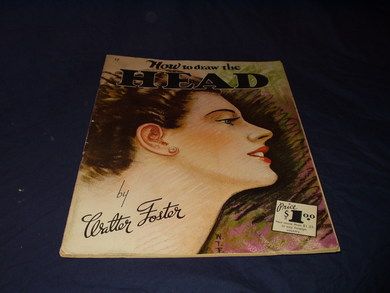 How to draw the
HEAD
by
Walter Foster
Price
$1.00
W.T.F.